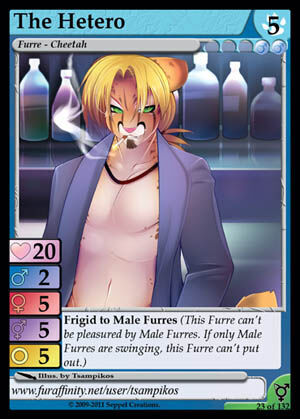 The Hetero
5
Furre - Cheetah
20
2
5
5
5
Frigid to Male Furres (This Furre can't
be pleasured by Male Furres. If only Male
Furres are swinging, this Furre can't put
out.)
Illus. by Tsampikos
www.furaffinity.net/user/tsampikos
© 2009-2011 Seppel Creations.
23 of 132